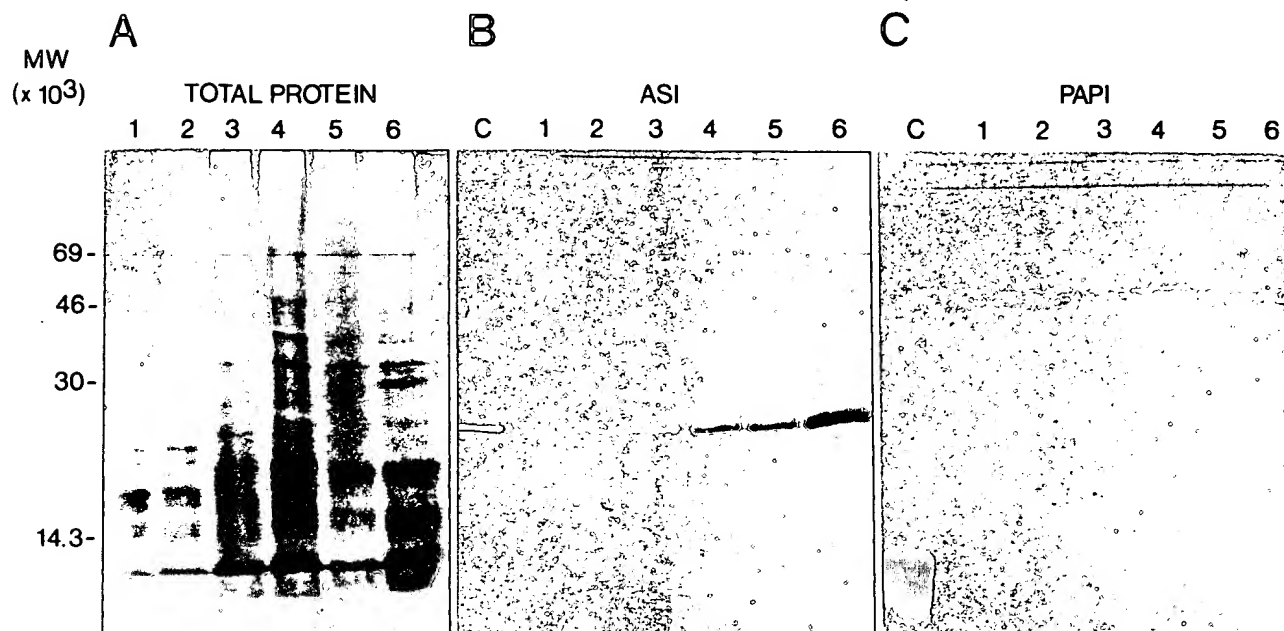 A B C
MW
(x 10³)
TOTAL PROTEIN ASI PAPI
1 2 3 4 5 6 C 1 2 3 4 5 6 C 1 2 3 4 5 6
69-
46-
30-
14.3-